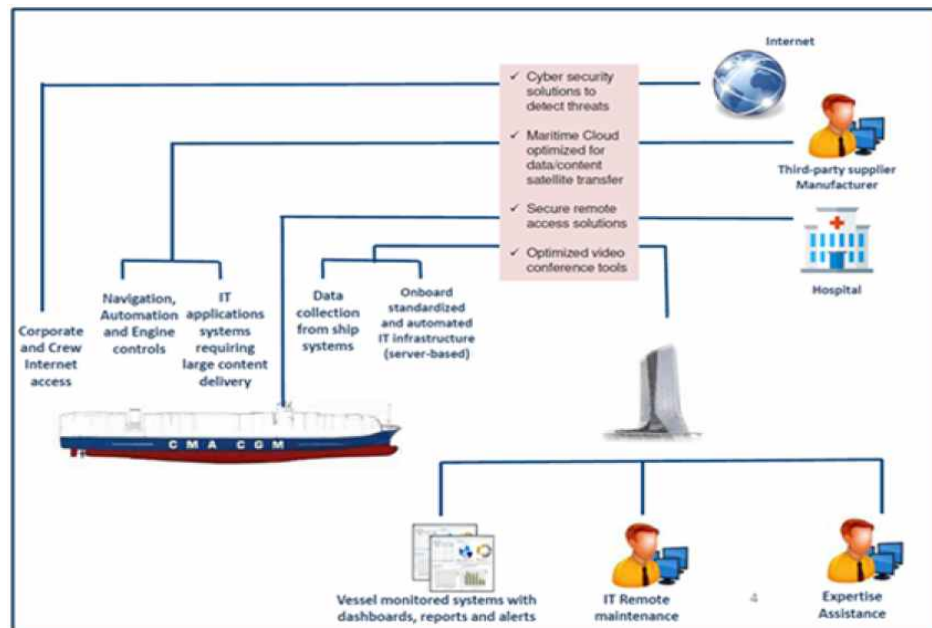 Internet
✓ Cyber security
solutions to
detect threats
✓ Maritime Cloud
optimized for
data/content
satellite transfer
✓ Secure remote
access solutions
✓ Optimized video
conference tools
Third-party supplier
Manufacturer
Hospital
Corporate
and Crew
Internet
access
Navigation,
Automation
and Engine
controls
IT
applications
systems
requiring
large content
delivery
Data
collection
from ship
systems
Onboard
standardized
and automated
IT infrastructure
(server-based)
CMA CGM
Vessel monitored systems with
dashboards, reports and alerts
IT Remote
maintenance
4
Expertise
Assistance